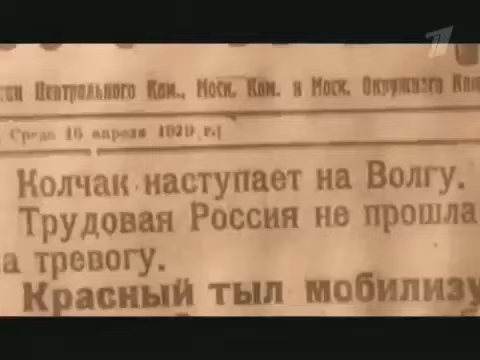 1
Центрального Ком., Моск. Ком. и Моск. Окружного
Среда 16 апреля 1919 г.
Колчак наступает на Волгу.
Трудовая Россия не прошла
а тревогу.
Красный тыл мобилизу